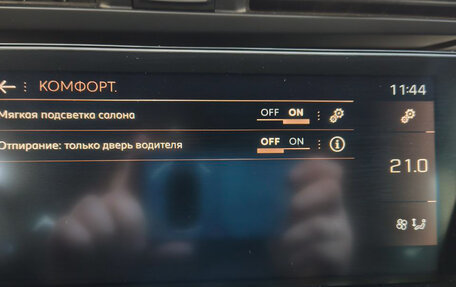 КОМФОРТ.
11:44
Мягкая подсветка салона OFF ON
Отпирание: только дверь водителя OFF ON
21.0